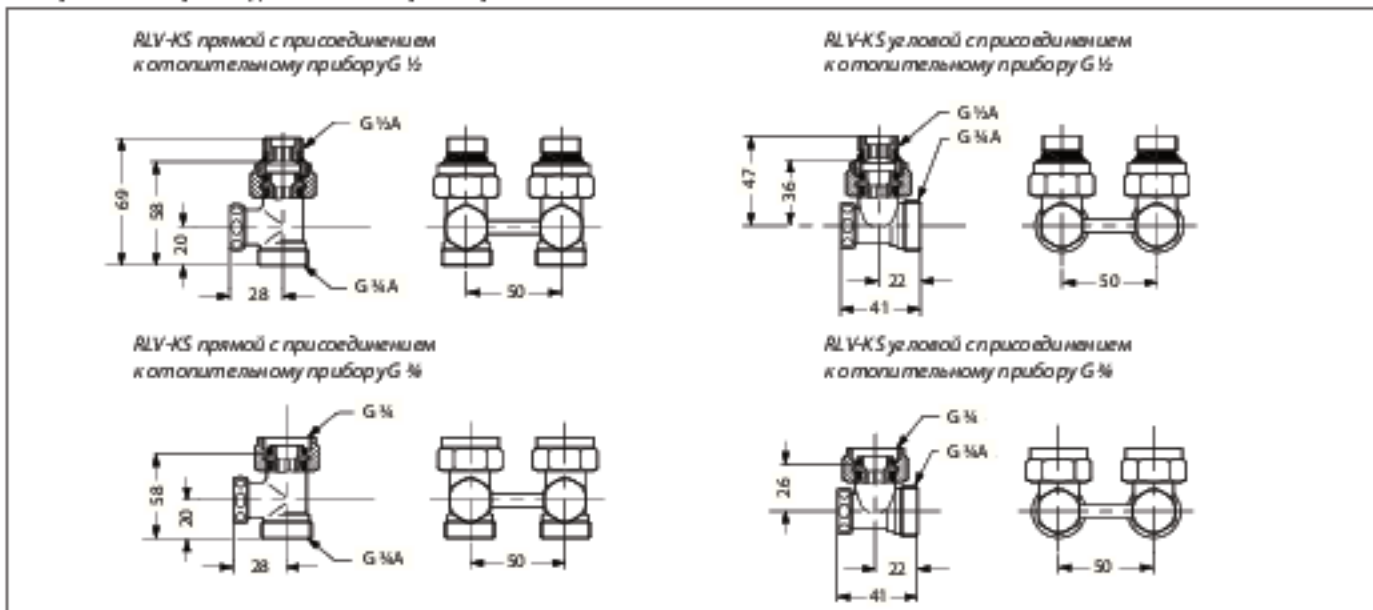 RLV-KS прямой с присоединением
к отопительному прибору G ½
G ½A
69
58
20
28
G ¾A
50
RLV-KS угловой с присоединением
к отопительному прибору G ½
G ½A
G ¾A
47
36
22
41
50
RLV-KS прямой с присоединением
к отопительному прибору G ¾
G ¾
58
20
28
G ¾A
50
RLV-KS угловой с присоединением
к отопительному прибору G ¾
G ¾
G ¾A
26
22
41
50